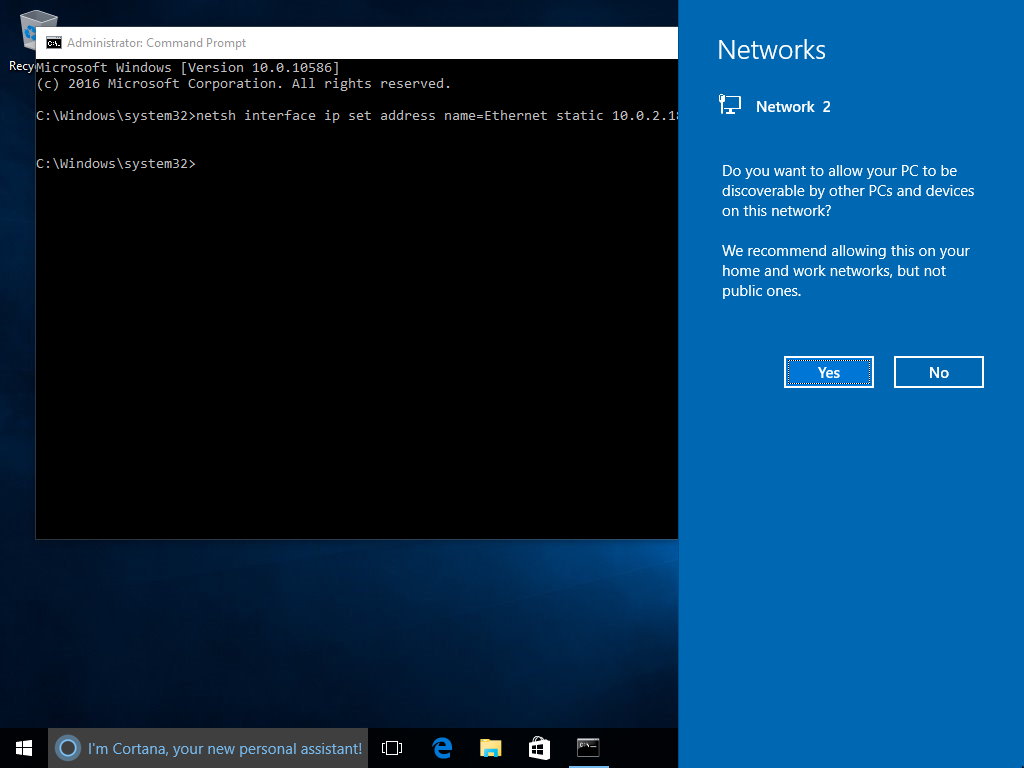 Recy
Administrator: Command Prompt
Microsoft Windows [Version 10.0.10586]
(c) 2016 Microsoft Corporation. All rights reserved.
C:\Windows\system32>netsh interface ip set address name=Ethernet static 10.0.2.18
C:\Windows\system32>
Networks
Network 2
Do you want to allow your PC to be
discoverable by other PCs and devices
on this network?
We recommend allowing this on your
home and work networks, but not
public ones.
Yes
No
I'm Cortana, your new personal assistant!